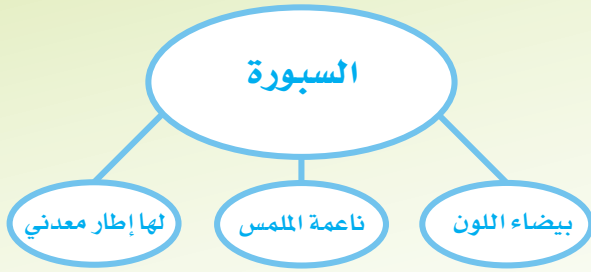 السبورة
بيضاء اللون
ناعمة الملمس
لها إطار معدني